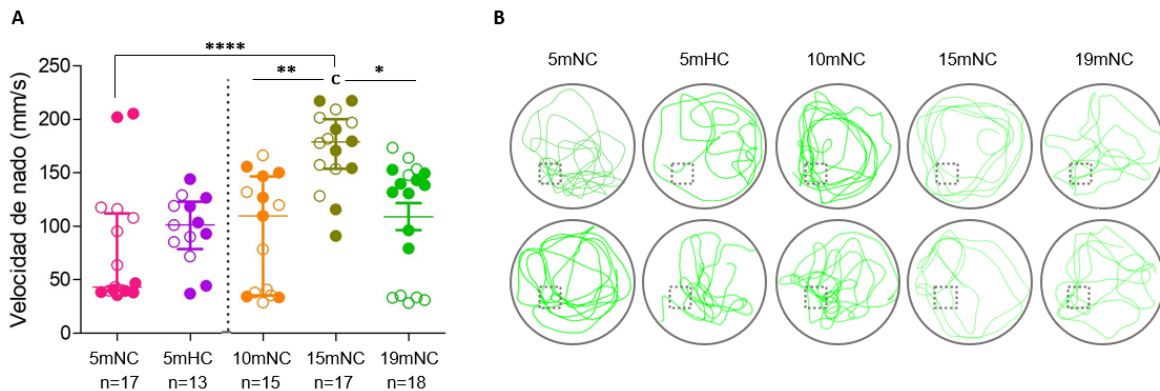 A
B
****
**
c
*
250
200
150
100
50
0
Velocidad de nado (mm/s)
5mNC 5mHC 10mNC 15mNC 19mNC
n=17 n=13 n=15 n=17 n=18
5mNC 5mHC 10mNC 15mNC 19mNC